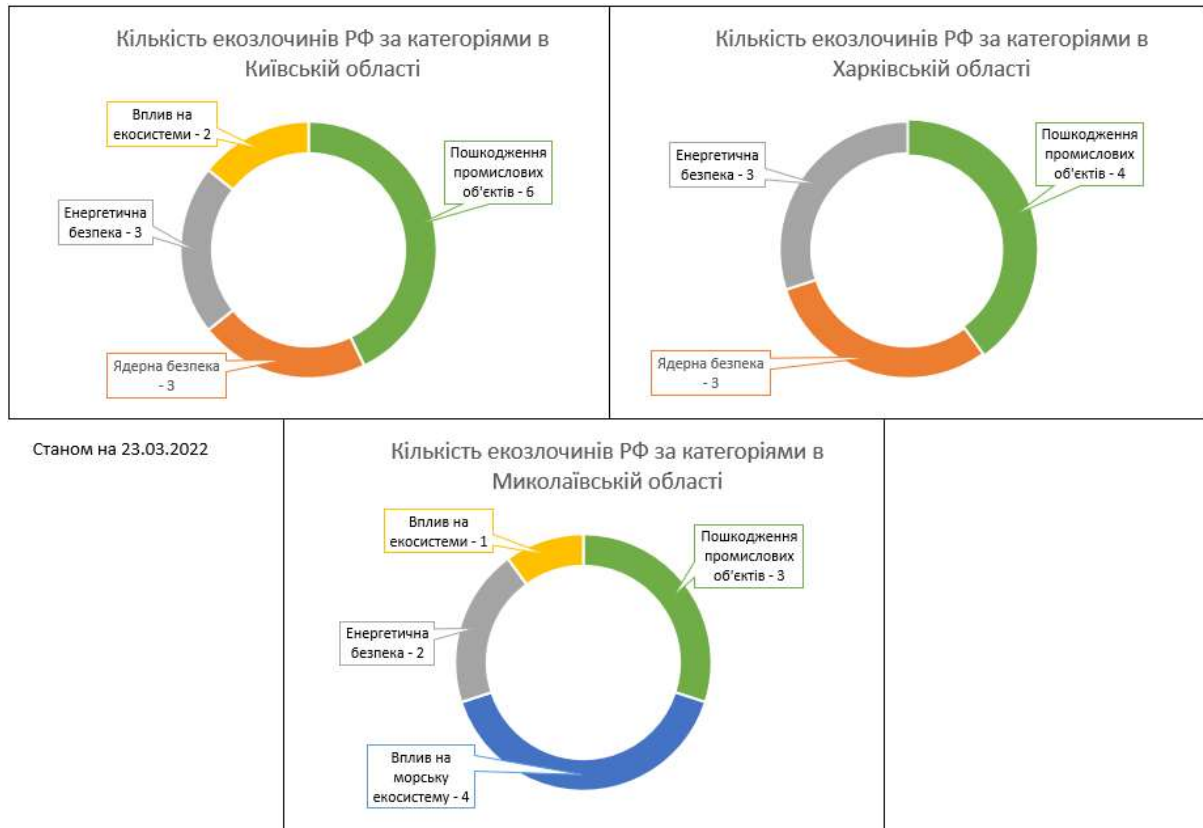 Кількість екозлочинів РФ за категоріями в
Київській області
Вплив на
екосистеми - 2
Пошкодження
промислових
об'єктів - 6
Енергетична
безпека - 3
Ядерна безпека
- 3
Кількість екозлочинів РФ за категоріями в
Харківській області
Енергетична
безпека - 3
Пошкодження
промислових
об'єктів - 4
Ядерна безпека
- 3
Станом на 23.03.2022
Кількість екозлочинів РФ за категоріями в
Миколаївській області
Вплив на
екосистеми - 1
Пошкодження
промислових
об'єктів - 3
Енергетична
безпека - 2
Вплив на
морську
екосистему - 4